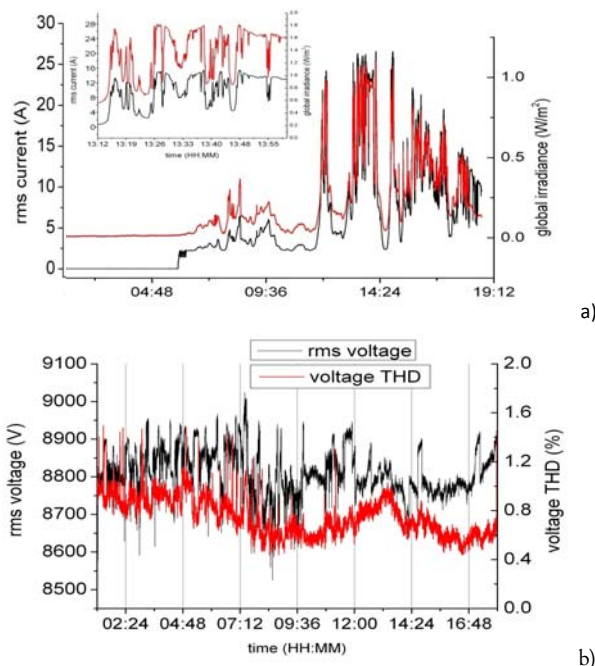 30
25
20
15
10
5
0
rms current (A)
1.0
0.5
0.0
global irradiance (W/m²)
04:48 09:36 14:24 19:12
28
24
20
16
12
8
4
0
rms current (A)
2.0
1.8
1.6
1.4
1.2
1.0
0.8
0.6
0.4
0.2
0.0
global irradiance (W/m²)
13:12 13:19 13:26 13:33 13:40 13:48 13:55
time (HH:MM)
a)
rms voltage
voltage THD
9100
9000
8900
8800
8700
8600
8500
rms voltage (V)
2.0
1.6
1.2
0.8
0.4
0.0
voltage THD (%)
02:24 04:48 07:12 09:36 12:00 14:24 16:48
time (HH:MM)
b)